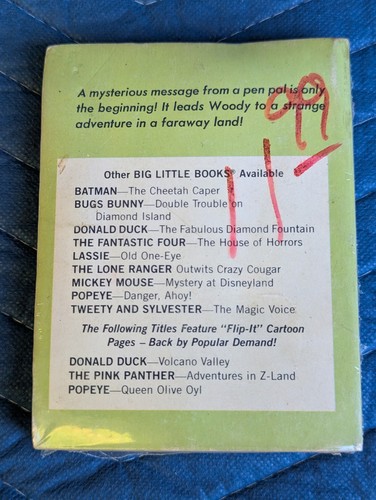 A mysterious message from a pen pal is only
the beginning! It leads Woody to a strange
adventure in a faraway land!
99
11
Other BIG LITTLE BOOKS® Available
BATMAN—The Cheetah Caper
BUGS BUNNY—Double Trouble on
Diamond Island
DONALD DUCK—The Fabulous Diamond Fountain
THE FANTASTIC FOUR—The House of Horrors
LASSIE—Old One-Eye
THE LONE RANGER Outwits Crazy Cougar
MICKEY MOUSE—Mystery at Disneyland
POPEYE—Danger, Ahoy!
TWEETY AND SYLVESTER—The Magic Voice
The Following Titles Feature "Flip-It" Cartoon
Pages – Back by Popular Demand!
DONALD DUCK—Volcano Valley
THE PINK PANTHER—Adventures in Z-Land
POPEYE—Queen Olive Oyl